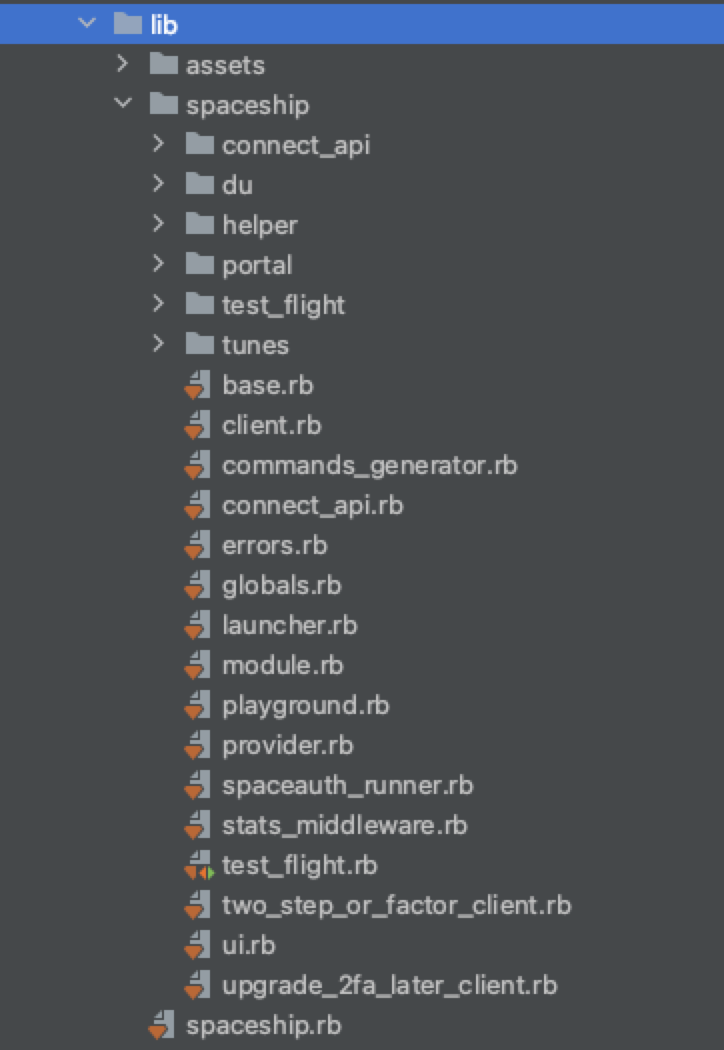 lib
assets
spaceship
connect_api
du
helper
portal
test_flight
tunes
base.rb
client.rb
commands_generator.rb
connect_api.rb
errors.rb
globals.rb
launcher.rb
module.rb
playground.rb
provider.rb
spaceauth_runner.rb
stats_middleware.rb
test_flight.rb
two_step_or_factor_client.rb
ui.rb
upgrade_2fa_later_client.rb
spaceship.rb